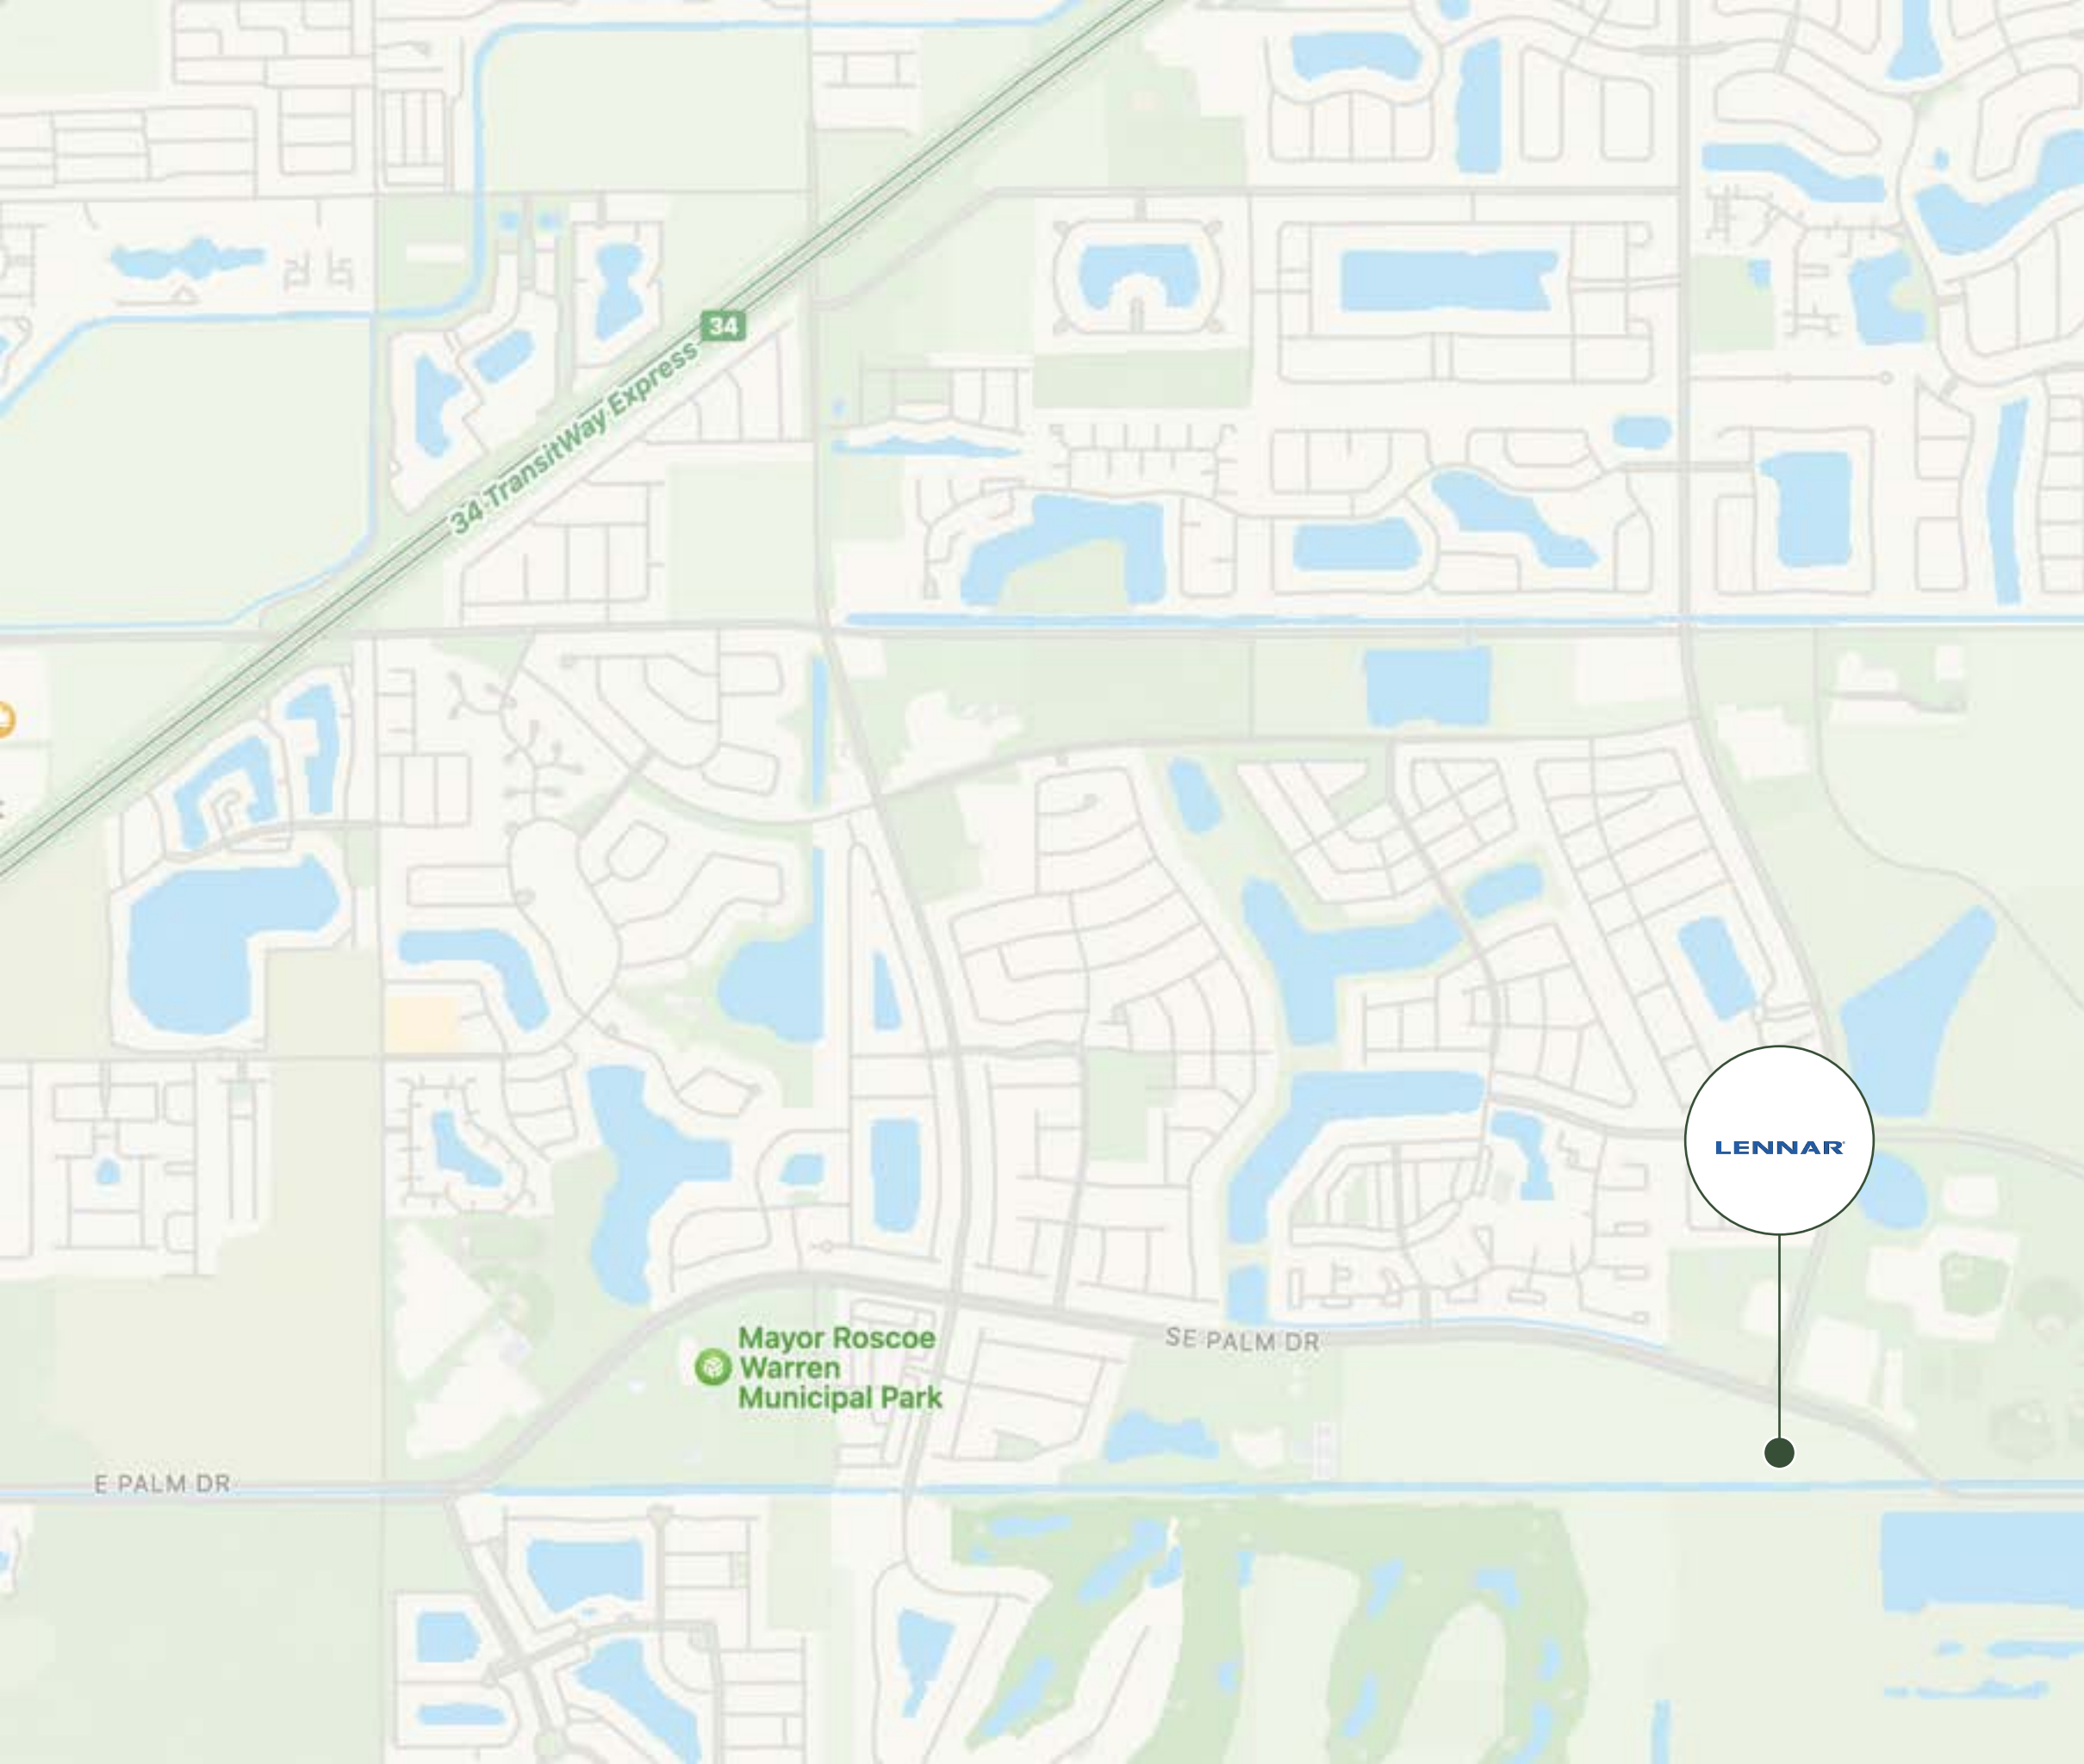 34
34 TransitWay Express
LENNAR
Mayor Roscoe
Warren
Municipal Park
SE PALM DR
E PALM DR